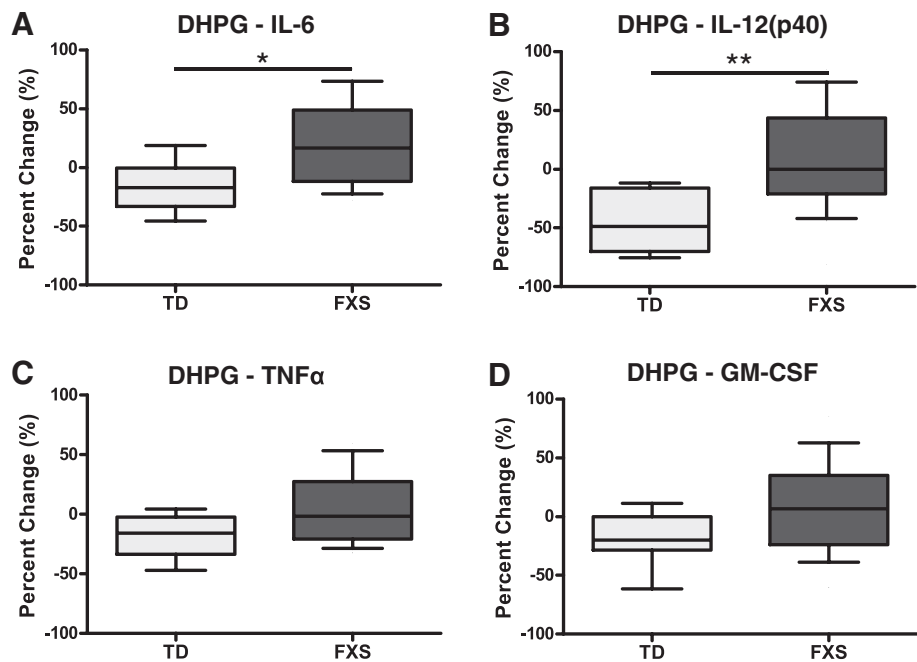 A
DHPG - IL-6
Percent Change (%)
100
50
0
-50
-100
*
TD
FXS
B
DHPG - IL-12(p40)
Percent Change (%)
100
50
0
-50
-100
**
TD
FXS
C
DHPG - TNFα
Percent Change (%)
100
50
0
-50
-100
TD
FXS
D
DHPG - GM-CSF
Percent Change (%)
100
50
0
-50
-100
TD
FXS